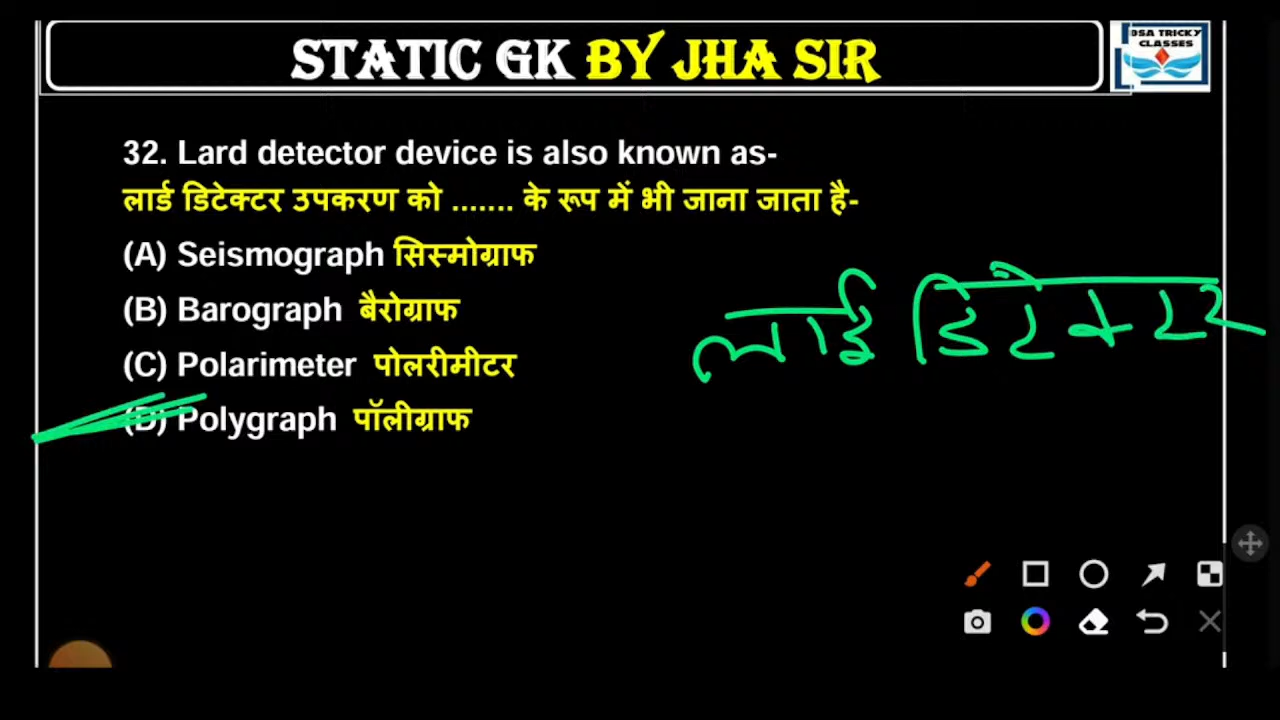 STATIC GK BY JHA SIR
BSA TRICKY
CLASSES
32. Lard detector device is also known as-
लार्ड डिटेक्टर उपकरण को ....... के रूप में भी जाना जाता है-
(A) Seismograph सिस्मोग्राफ
(B) Barograph बैरोग्राफ
(C) Polarimeter पोलरीमीटर
(D) Polygraph पॉलीग्राफ
लाई डिटेक्टर